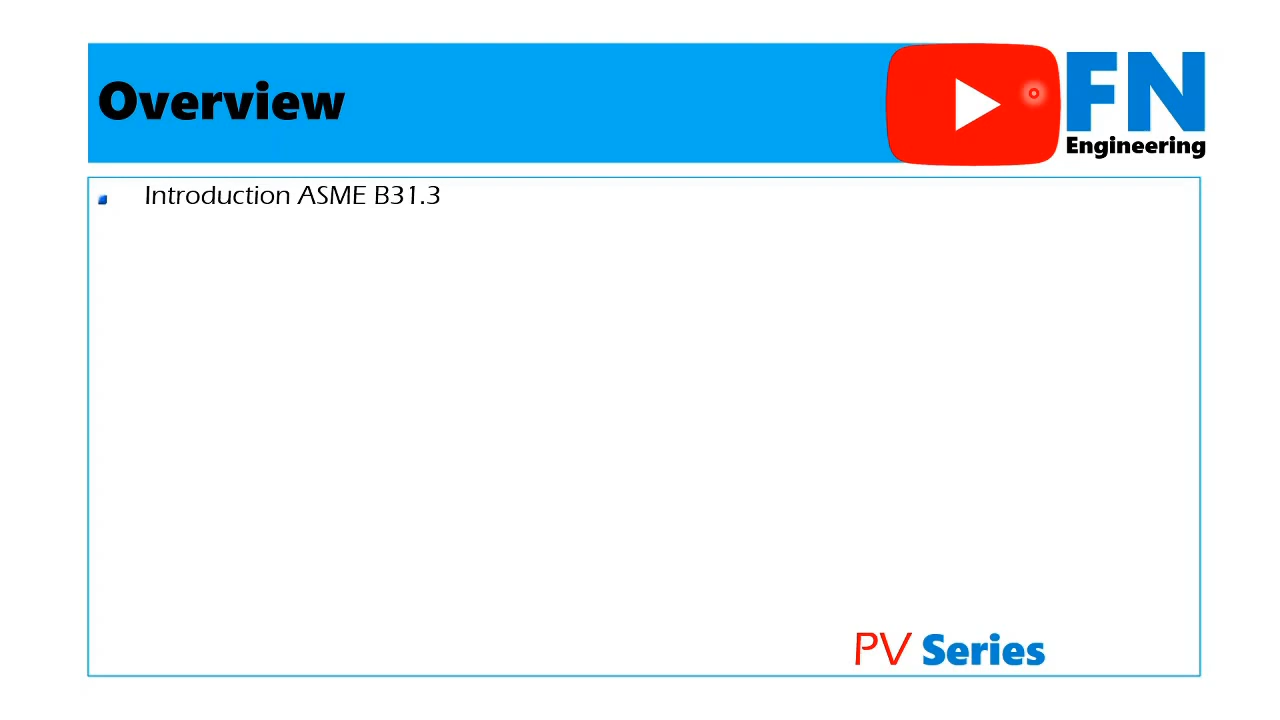 Overview
FN
Engineering
Introduction ASME B31.3
PV Series